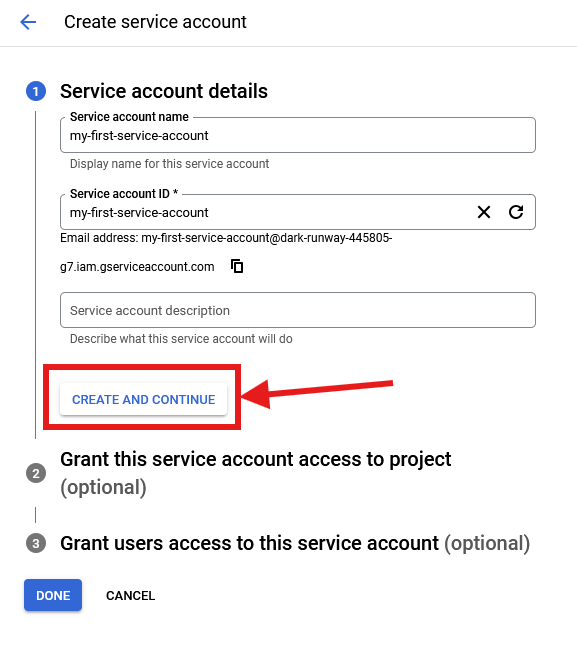 Create service account
1
Service account details
Service account name
my-first-service-account
Display name for this service account
Service account ID *
my-first-service-account
Email address: my-first-service-account@dark-runway-445805-
g7.iam.gserviceaccount.com
Service account description
Describe what this service account will do
CREATE AND CONTINUE
2
Grant this service account access to project
(optional)
3
Grant users access to this service account (optional)
DONE CANCEL